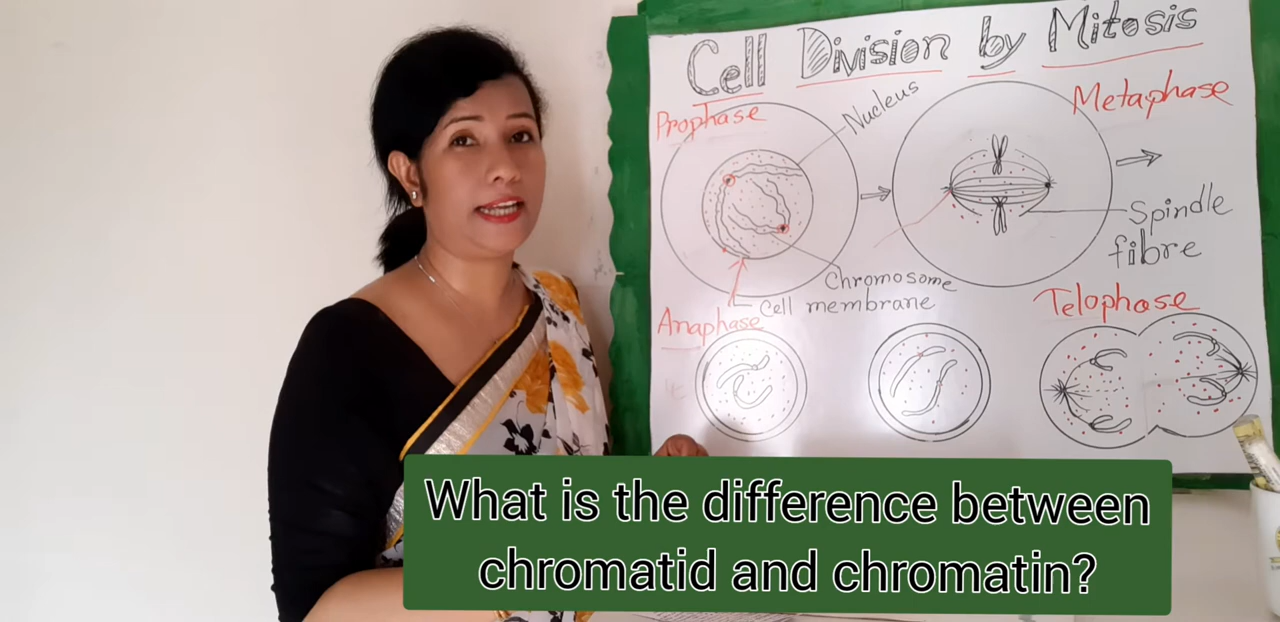 Cell Division by Mitosis
Prophase
Nucleus
Metaphase
Spindle
fibre
Chromosome
Cell membrane
Anaphase
Telophase
What is the difference between
chromatid and chromatin?